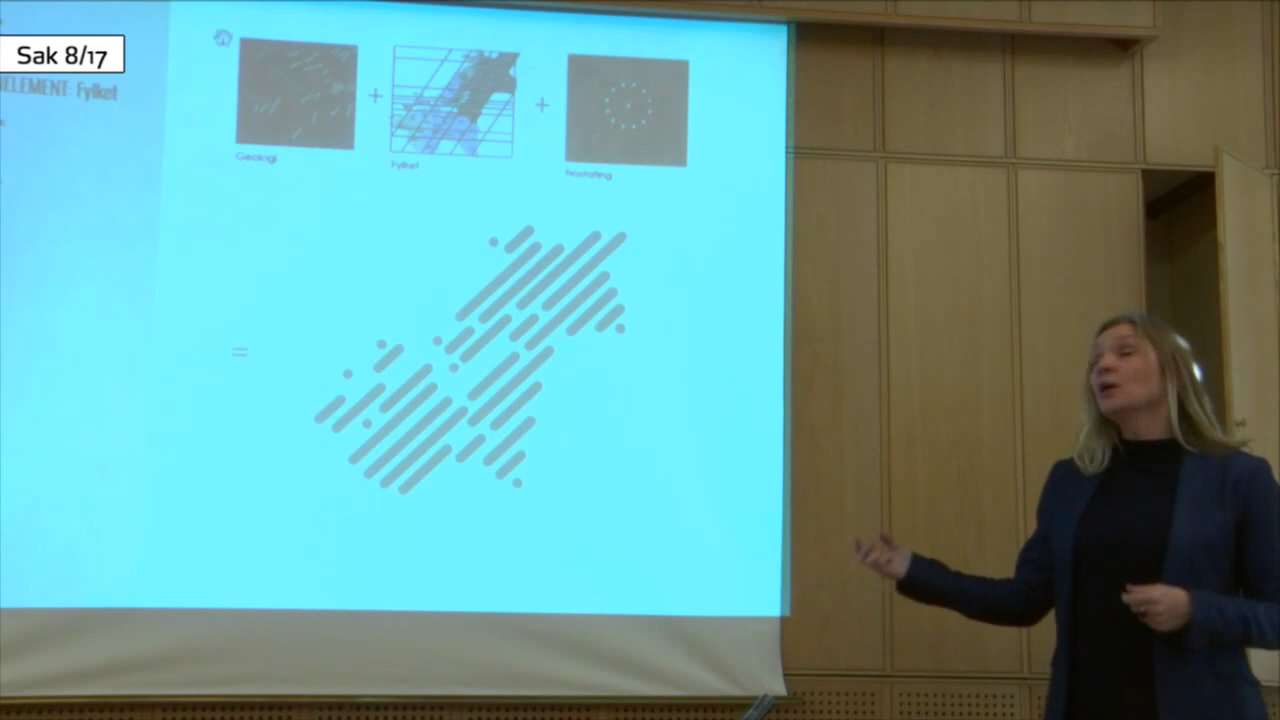 Sak 8/17
ELEMENT: Fylket
+
+
Geologi
Fylket
=